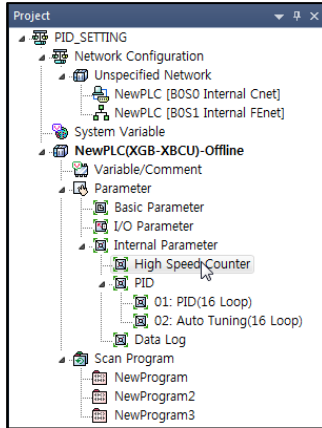 Project
PID_SETTING
Network Configuration
Unspecified Network
NewPLC [B0S0 Internal Cnet]
NewPLC [B0S1 Internal FEnet]
System Variable
NewPLC(XGB-XBCU)-Offline
Variable/Comment
Parameter
Basic Parameter
I/O Parameter
Internal Parameter
High Speed Counter
PID
01: PID(16 Loop)
02: Auto Tuning(16 Loop)
Data Log
Scan Program
NewProgram
NewProgram2
NewProgram3